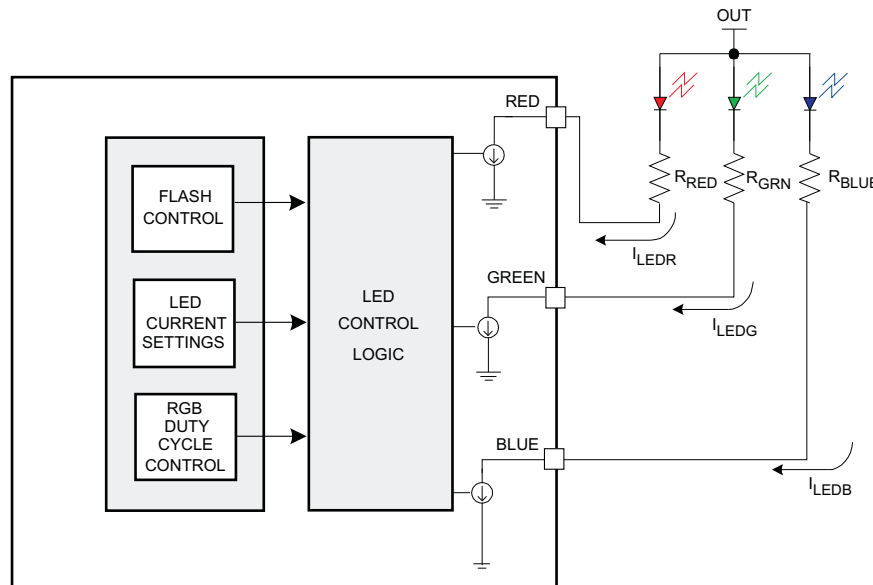 OUT
RED
R_RED
R_GRN
R_BLUE
FLASH
CONTROL
I_LEDR
GREEN
LED
CURRENT
SETTINGS
LED
CONTROL
LOGIC
I_LEDG
RGB
DUTY
CYCLE
CONTROL
BLUE
I_LEDB